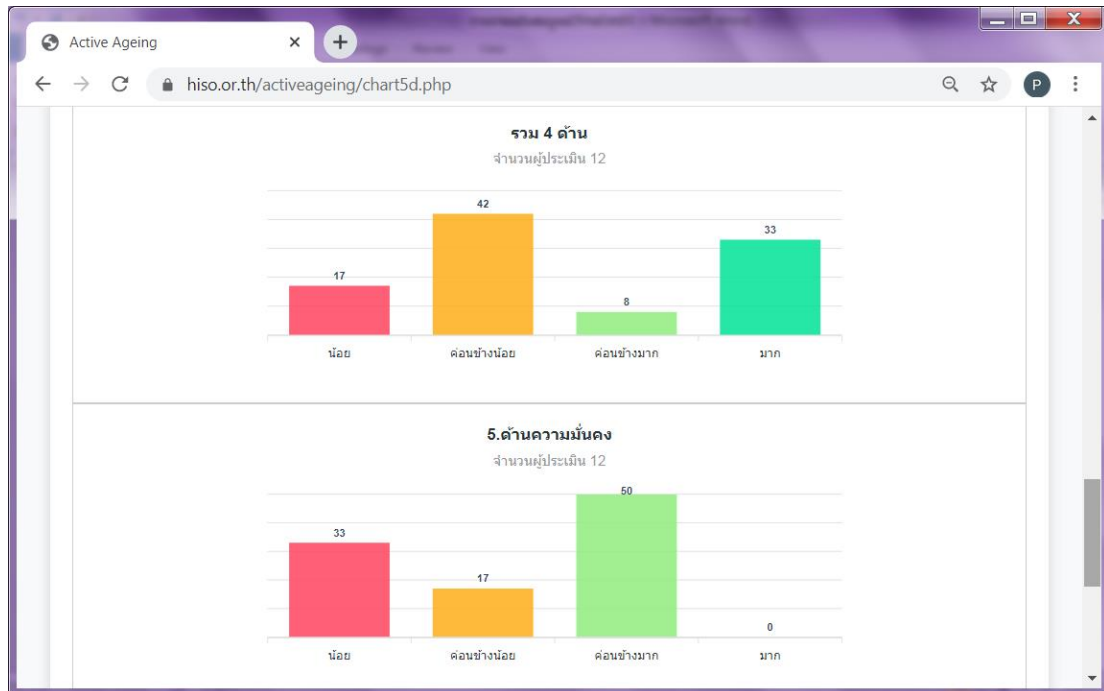 Active Ageing
hiso.or.th/activeageing/chart5d.php
P
รวม 4 ด้าน
จำนวนผู้ประเมิน 12
42
33
17
8
น้อย ค่อนข้างน้อย ค่อนข้างมาก มาก
5.ด้านความมั่นคง
จำนวนผู้ประเมิน 12
50
33
17
0
น้อย ค่อนข้างน้อย ค่อนข้างมาก มาก